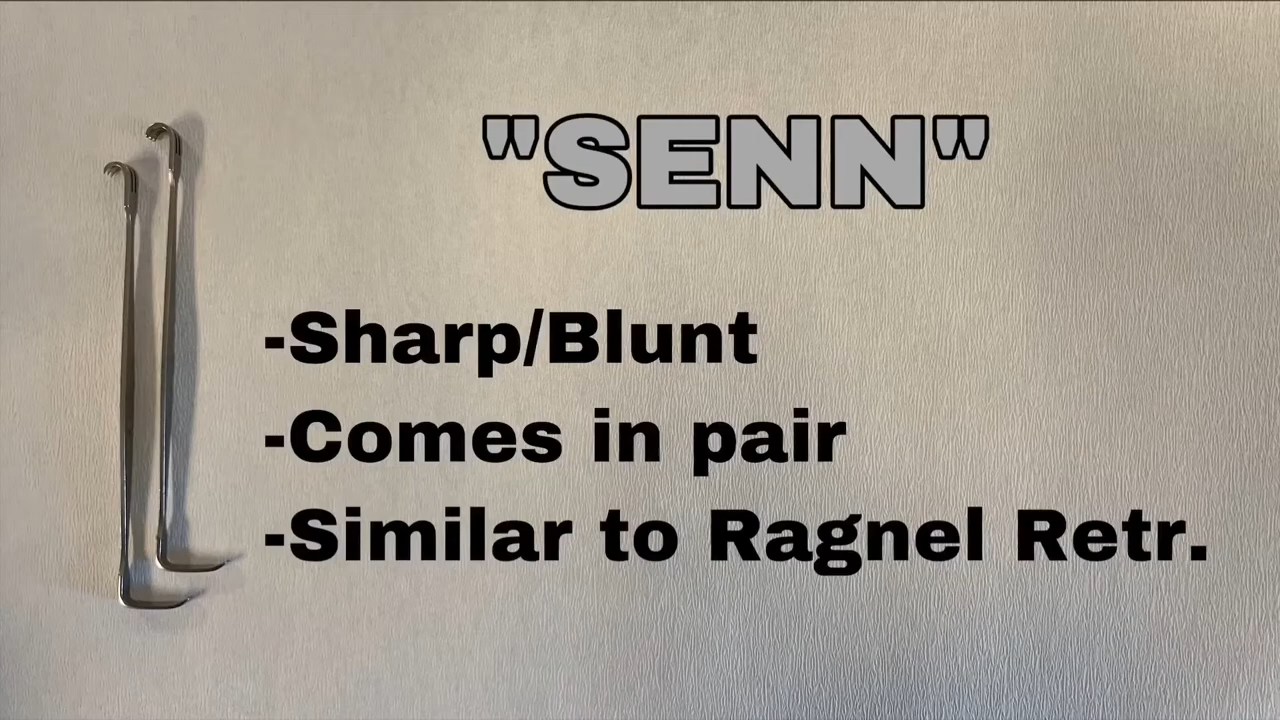 "SENN"
-Sharp/Blunt
-Comes in pair
-Similar to Ragnel Retr.